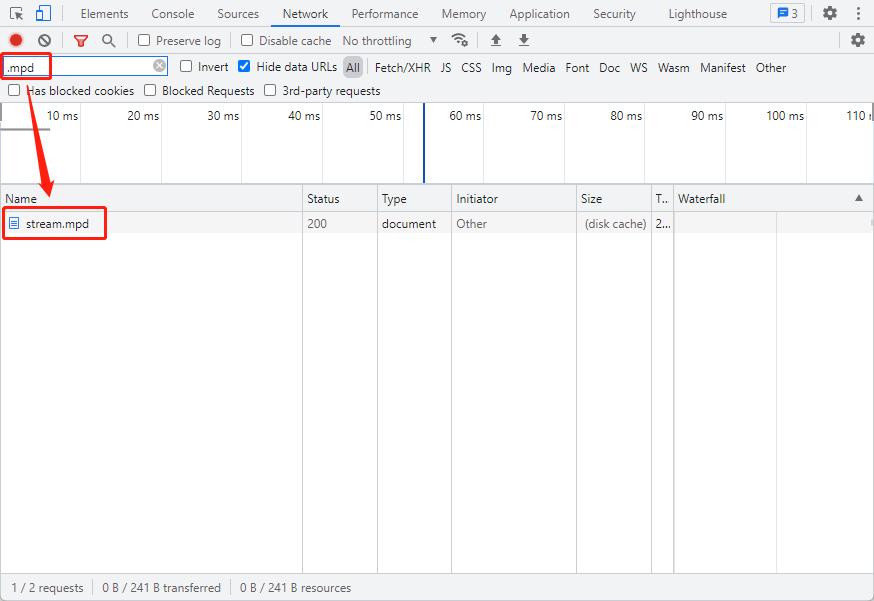 Elements Console Sources Network Performance Memory Application Security Lighthouse 3
Preserve log Disable cache No throttling
.mpd Invert Hide data URLs All Fetch/XHR JS CSS Img Media Font Doc WS Wasm Manifest Other
Has blocked cookies Blocked Requests 3rd-party requests
10 ms 20 ms 30 ms 40 ms 50 ms 60 ms 70 ms 80 ms 90 ms 100 ms 110
Name Status Type Initiator Size T... Waterfall
stream.mpd 200 document Other (disk cache) 2...
1 / 2 requests 0 B / 241 B transferred 0 B / 241 B resources